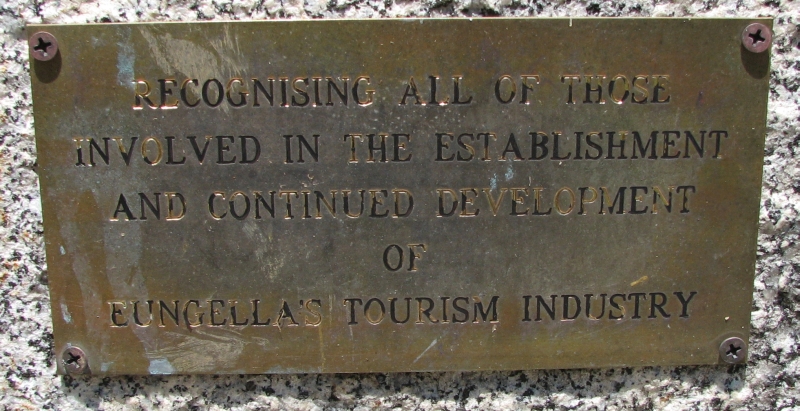 RECOGNISING ALL OF THOSE
INVOLVED IN THE ESTABLISHMENT
AND CONTINUED DEVELOPMENT
OF
EUNGELLA'S TOURISM INDUSTRY